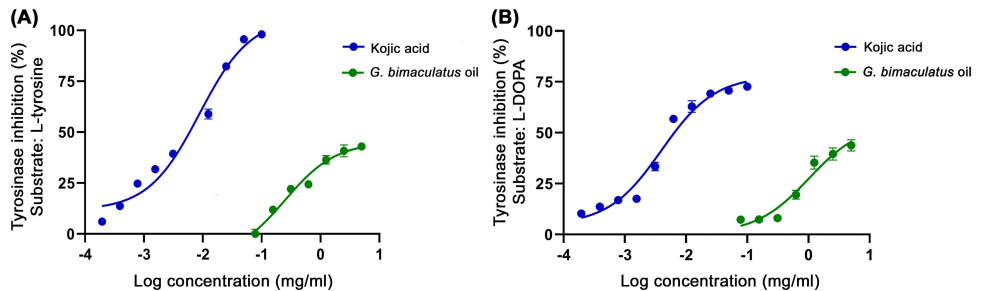 (A)
Tyrosinase inhibition (%)
Substrate: L-tyrosine
100
75
50
25
0
-4
-3
-2
-1
0
1
Log concentration (mg/ml)
Kojic acid
G. bimaculatus oil
(B)
Tyrosinase inhibition (%)
Substrate: L-DOPA
100
75
50
25
0
-4
-3
-2
-1
0
1
Log concentration (mg/ml)
Kojic acid
G. bimaculatus oil